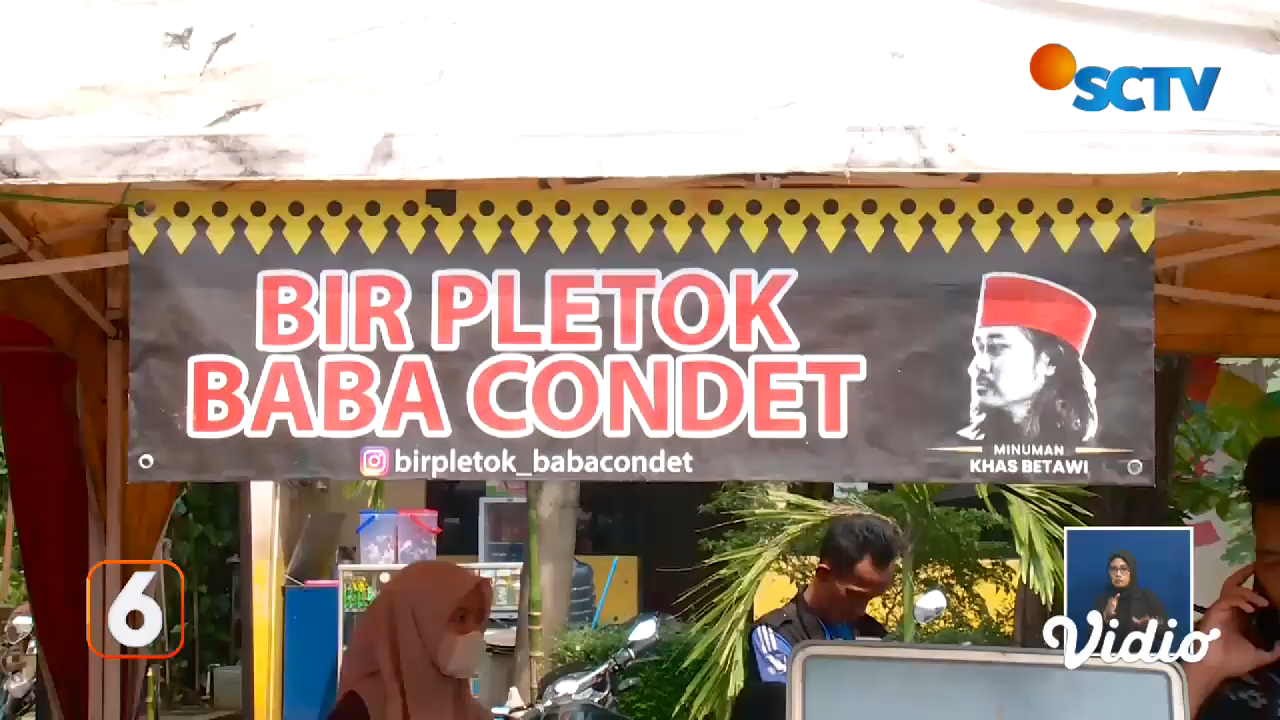 SCTV
BIR PLETOK
BABA CONDET
birpletok_babacondet
MINUMAN
KHAS BETAWI
6
Vidio